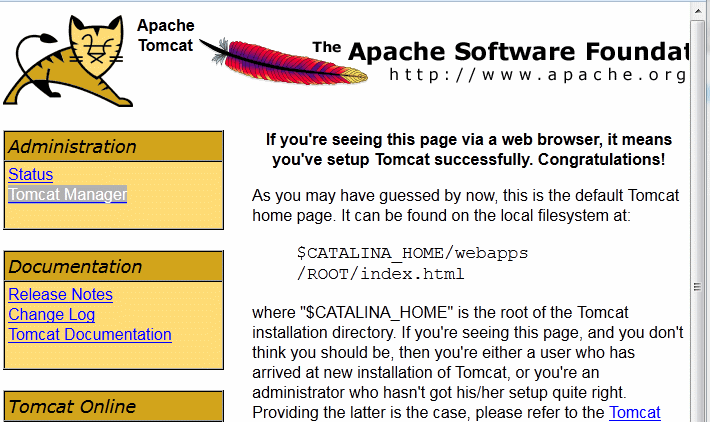 Apache
Tomcat
The Apache Software Foundat
http://www.apache.org
Administration
Status
Tomcat Manager
Documentation
Release Notes
Change Log
Tomcat Documentation
Tomcat Online
If you're seeing this page via a web browser, it means
you've setup Tomcat successfully. Congratulations!
As you may have guessed by now, this is the default Tomcat
home page. It can be found on the local filesystem at:
$CATALINA_HOME/webapps
/ROOT/index.html
where "$CATALINA_HOME" is the root of the Tomcat
installation directory. If you're seeing this page, and you don't
think you should be, then you're either a user who has
arrived at new installation of Tomcat, or you're an
administrator who hasn't got his/her setup quite right.
Providing the latter is the case, please refer to the Tomcat